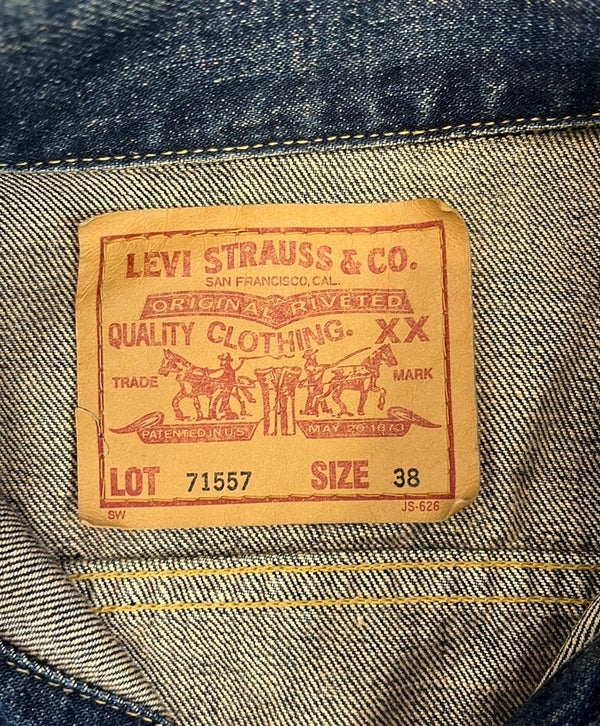 LEVI STRAUSS & CO.
SAN FRANCISCO, CAL.
ORIGINAL RIVETED
QUALITY CLOTHING. XX
TRADE MARK
PATENTED IN U.S. MAY 20 1873
LOT 71557 SIZE 38
SW JS-626